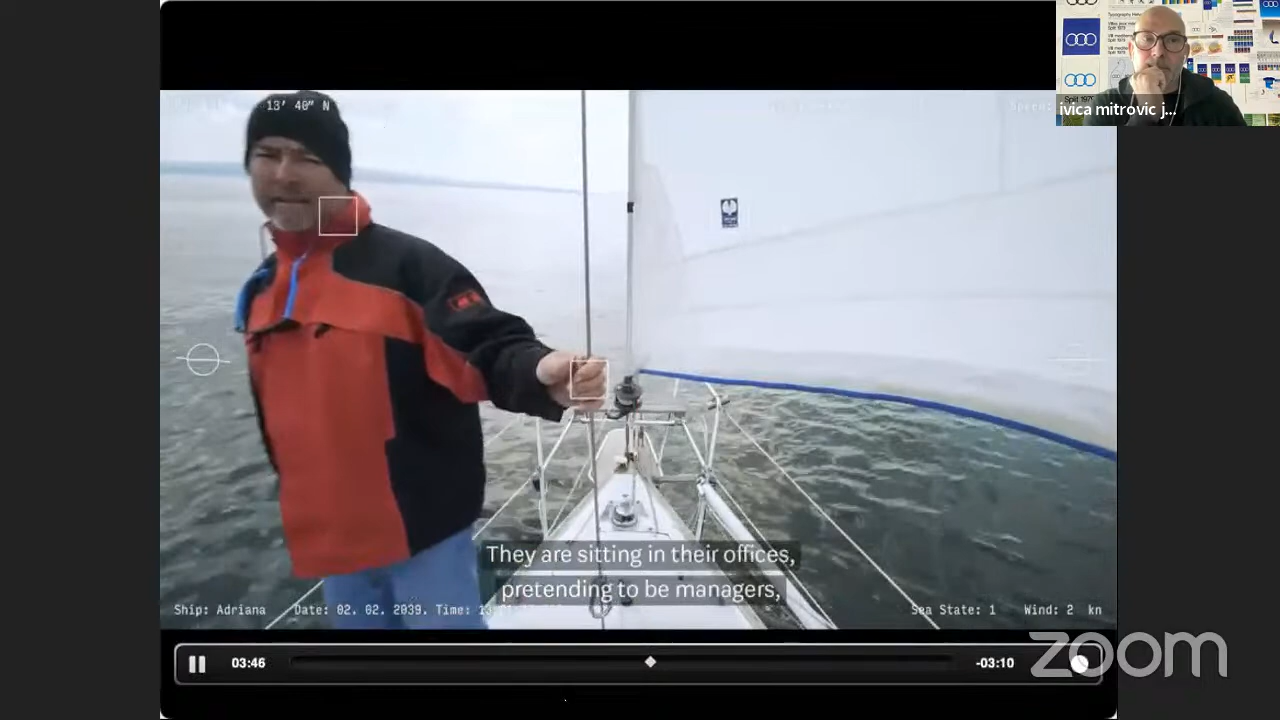 13' 40" N
ivica mitrovic j...
They are sitting in their offices,
pretending to be managers,
Ship: Adriana
Date: 02. 02. 2039. Time:
Sea State: 1
Wind: 2 kn
03:46
-03:10
zoom